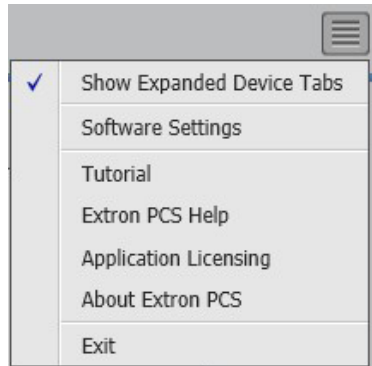 Show Expanded Device Tabs
Software Settings
Tutorial
Extron PCS Help
Application Licensing
About Extron PCS
Exit